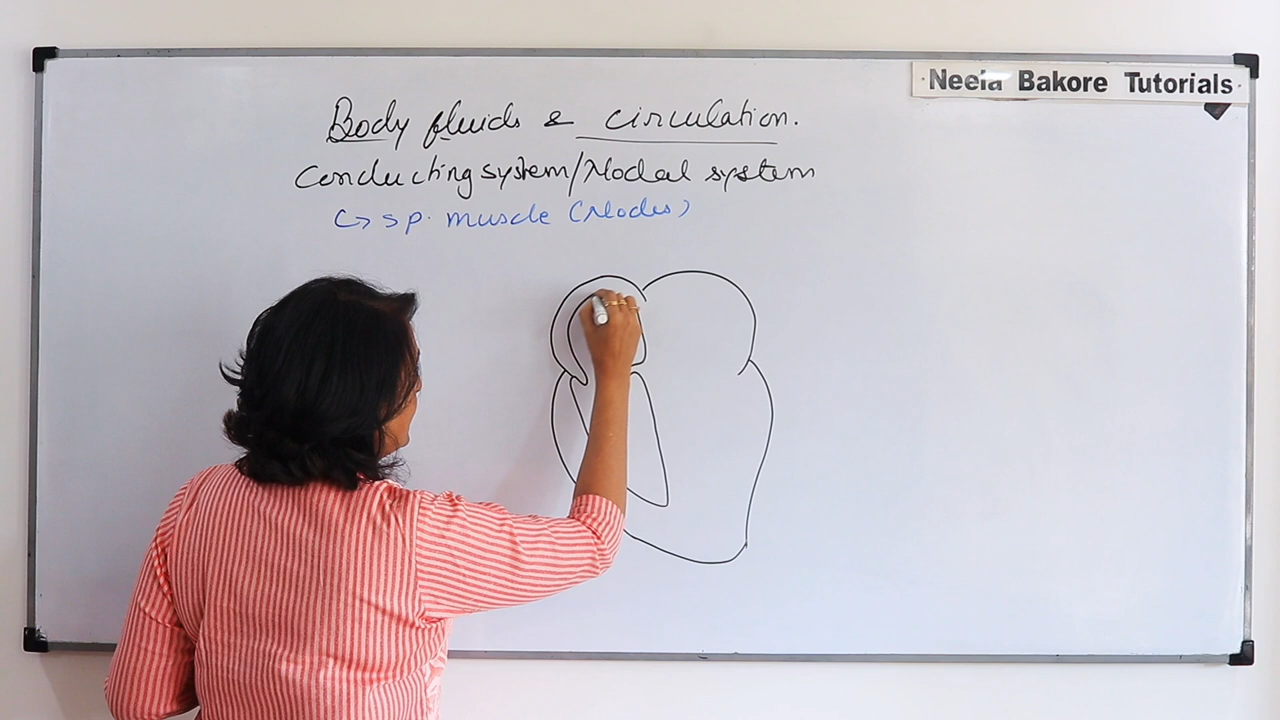 Neela Bakore Tutorials
Body fluids & circulation.
Conducting system/Nodal system
↳ sp. muscle (Nodes)